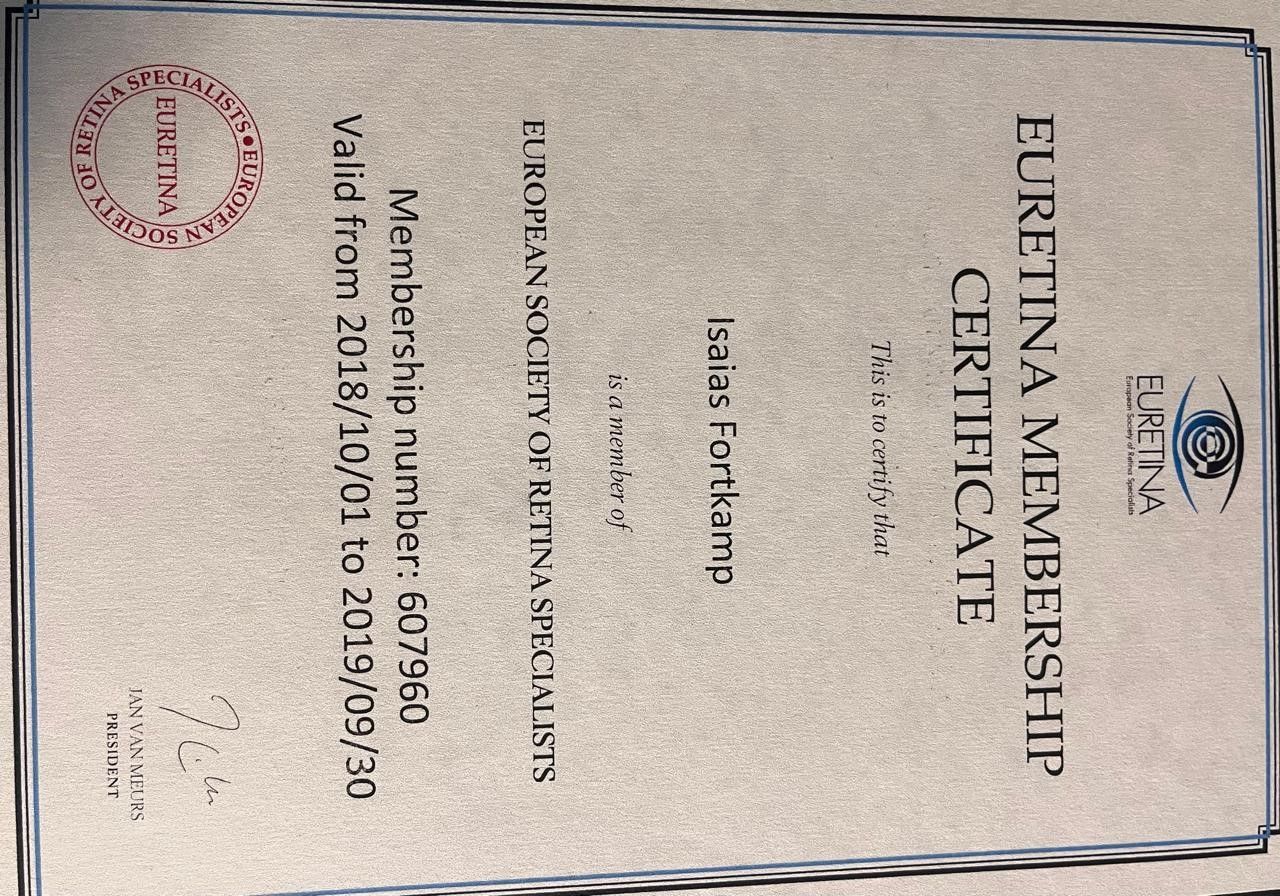 EURETINA
European Society of Retina Specialists
EURETINA MEMBERSHIP
CERTIFICATE
This is to certify that
Isaias Fortkamp
is a member of
EUROPEAN SOCIETY OF RETINA SPECIALISTS
Membership number: 607960
Valid from 2018/10/01 to 2019/09/30
EUROPEAN SOCIETY OF RETINA SPECIALISTS •
EURETINA
JAN VAN MEURS
PRESIDENT